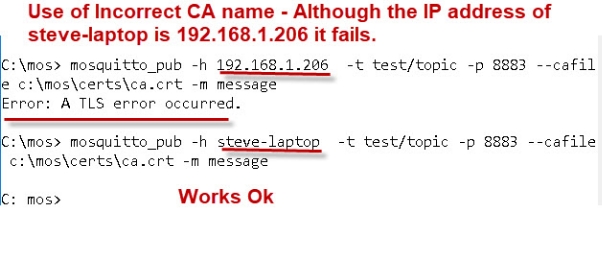 Use of Incorrect CA name - Although the IP address of
steve-laptop is 192.168.1.206 it fails.
C:\mos> mosquitto_pub -h 192.168.1.206  -t test/topic -p 8883 --cafil
e c:\mos\certs\ca.crt -m message
Error: A TLS error occurred.
C:\mos> mosquitto_pub -h steve-laptop  -t test/topic -p 8883 --cafile
c:\mos\certs\ca.crt -m message
C: mos>
Works Ok